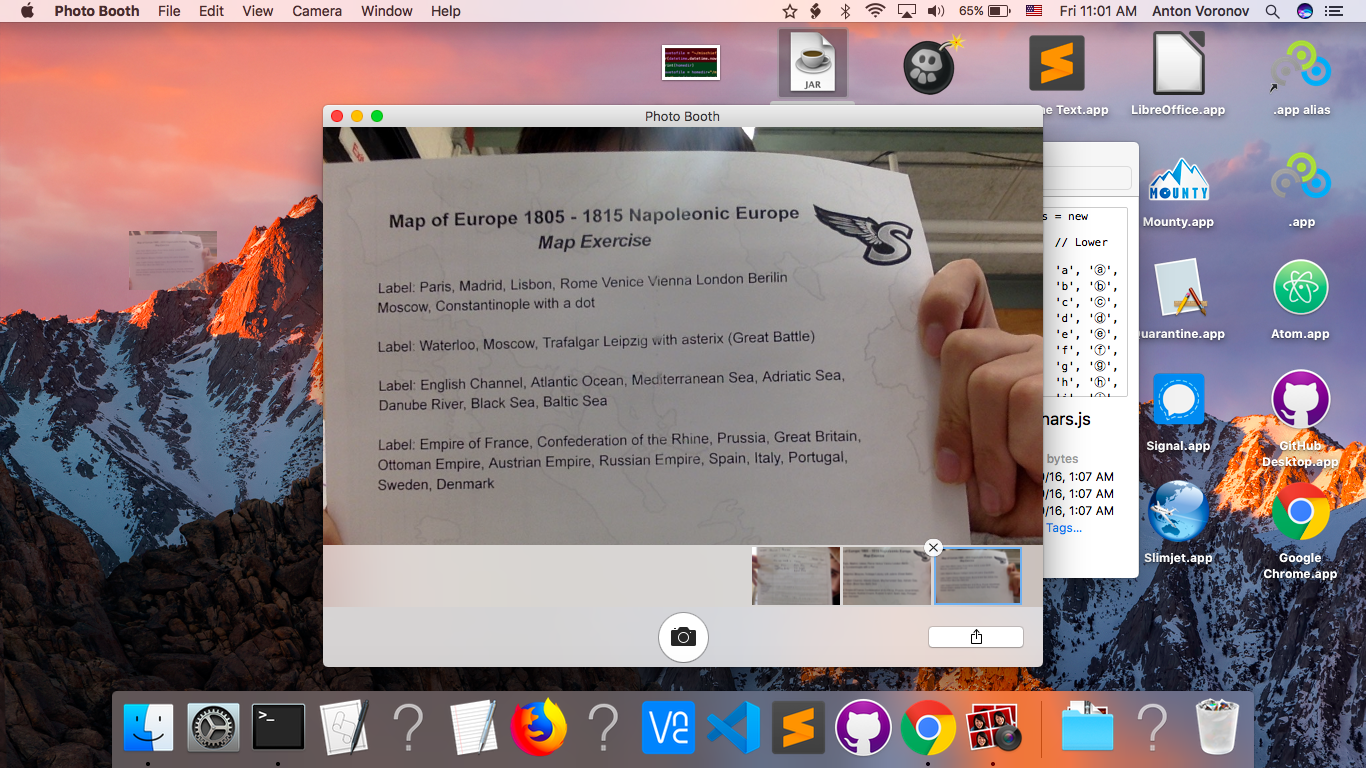 Photo Booth File Edit View Camera Window Help 65% Fri 11:01 AM Anton Voronov
JAR
Text.app
LibreOffice.app
.app alias
Photo Booth
Map of Europe 1805 - 1815 Napoleonic Europe
Map Exercise
S
Label: Paris, Madrid, Lisbon, Rome Venice Vienna London Berilin
Moscow, Constantinople with a dot
Label: Waterloo, Moscow, Trafalgar Leipzig with asterix (Great Battle)
Label: English Channel, Atlantic Ocean, Mediterranean Sea, Adriatic Sea,
Danube River, Black Sea, Baltic Sea
Label: Empire of France, Confederation of the Rhine, Prussia, Great Britain,
Ottoman Empire, Austrian Empire, Russian Empire, Spain, Italy, Portugal,
Sweden, Denmark
s = new
// Lower
'a', 'ⓐ',
'b', 'ⓑ',
'c', 'ⓒ',
'd', 'ⓓ',
'e', 'ⓔ',
'f', 'ⓕ',
'g', 'ⓖ',
'h', 'ⓗ',
hars.js
bytes
/16, 1:07 AM
/16, 1:07 AM
/16, 1:07 AM
Tags...
MOUNTY
Mounty.app
.app
uarantine.app
Atom.app
Signal.app
GitHub
Desktop.app
Slimjet.app
Google
Chrome.app
>_
? ? ?